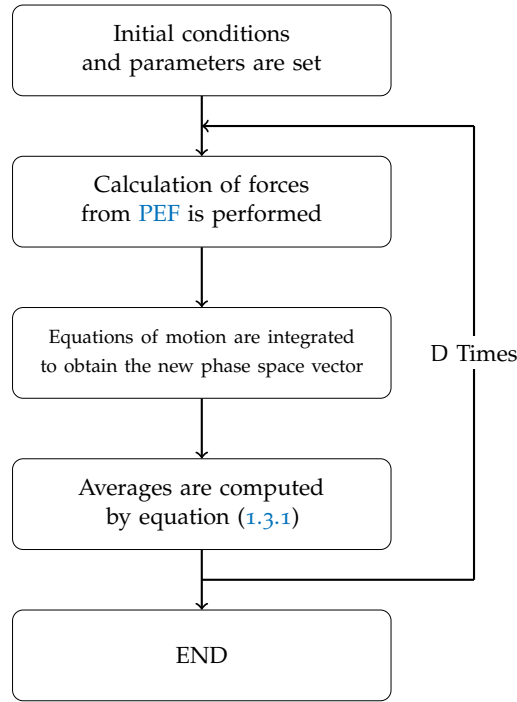 Initial conditions
and parameters are set
Calculation of forces
from PEF is performed
Equations of motion are integrated
to obtain the new phase space vector
D Times
Averages are computed
by equation (1.3.1)
END